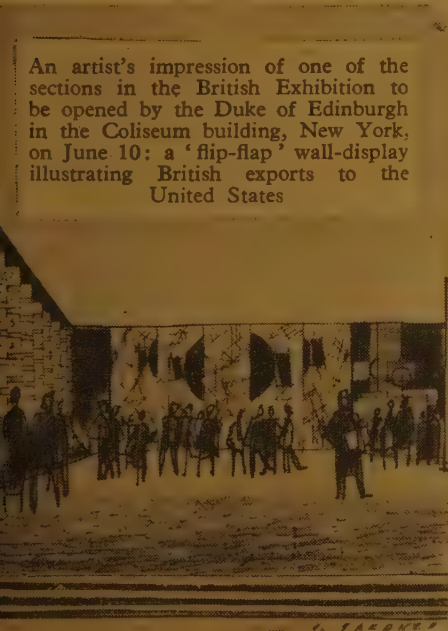 An artist's impression of one of the
sections in the British Exhibition to
be opened by the Duke of Edinburgh
in the Coliseum building, New York,
on June 10: a ‘flip-flap’ wall-display
illustrating British exports to the
United States